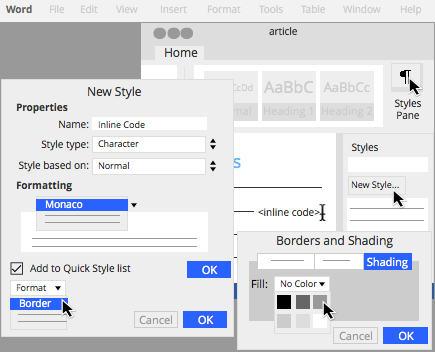 Word File Edit View Insert Format Tools Table Window Help
article
Home
CcDd AaBbC AaBbCc
mal Heading 1 Heading 2
¶
Styles
Pane
New Style
Properties
Name: Inline Code
Style type: Character
Style based on: Normal
Formatting
Monaco
Add to Quick Style list
OK
Format
Border
Cancel OK
s
<inline code>
Styles
New Style...
Borders and Shading
Shading
Fill: No Color
Cancel OK